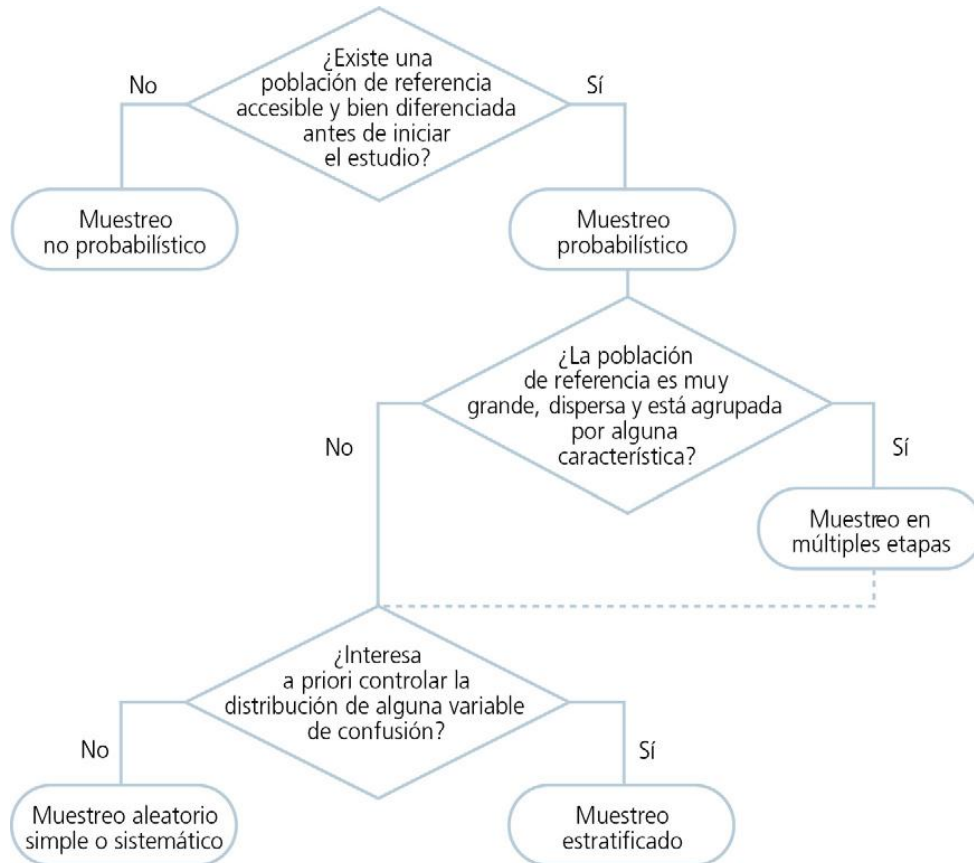 ¿Existe una
población de referencia
accesible y bien diferenciada
antes de iniciar
el estudio?
No
Sí
Muestreo
no probabilístico
Muestreo
probabilístico
¿La población
de referencia es muy
grande, dispersa y está agrupada
por alguna
característica?
No
Sí
Muestreo en
múltiples etapas
¿Interesa
a priori controlar la
distribución de alguna variable
de confusión?
No
Sí
Muestreo aleatorio
simple o sistemático
Muestreo
estratificado